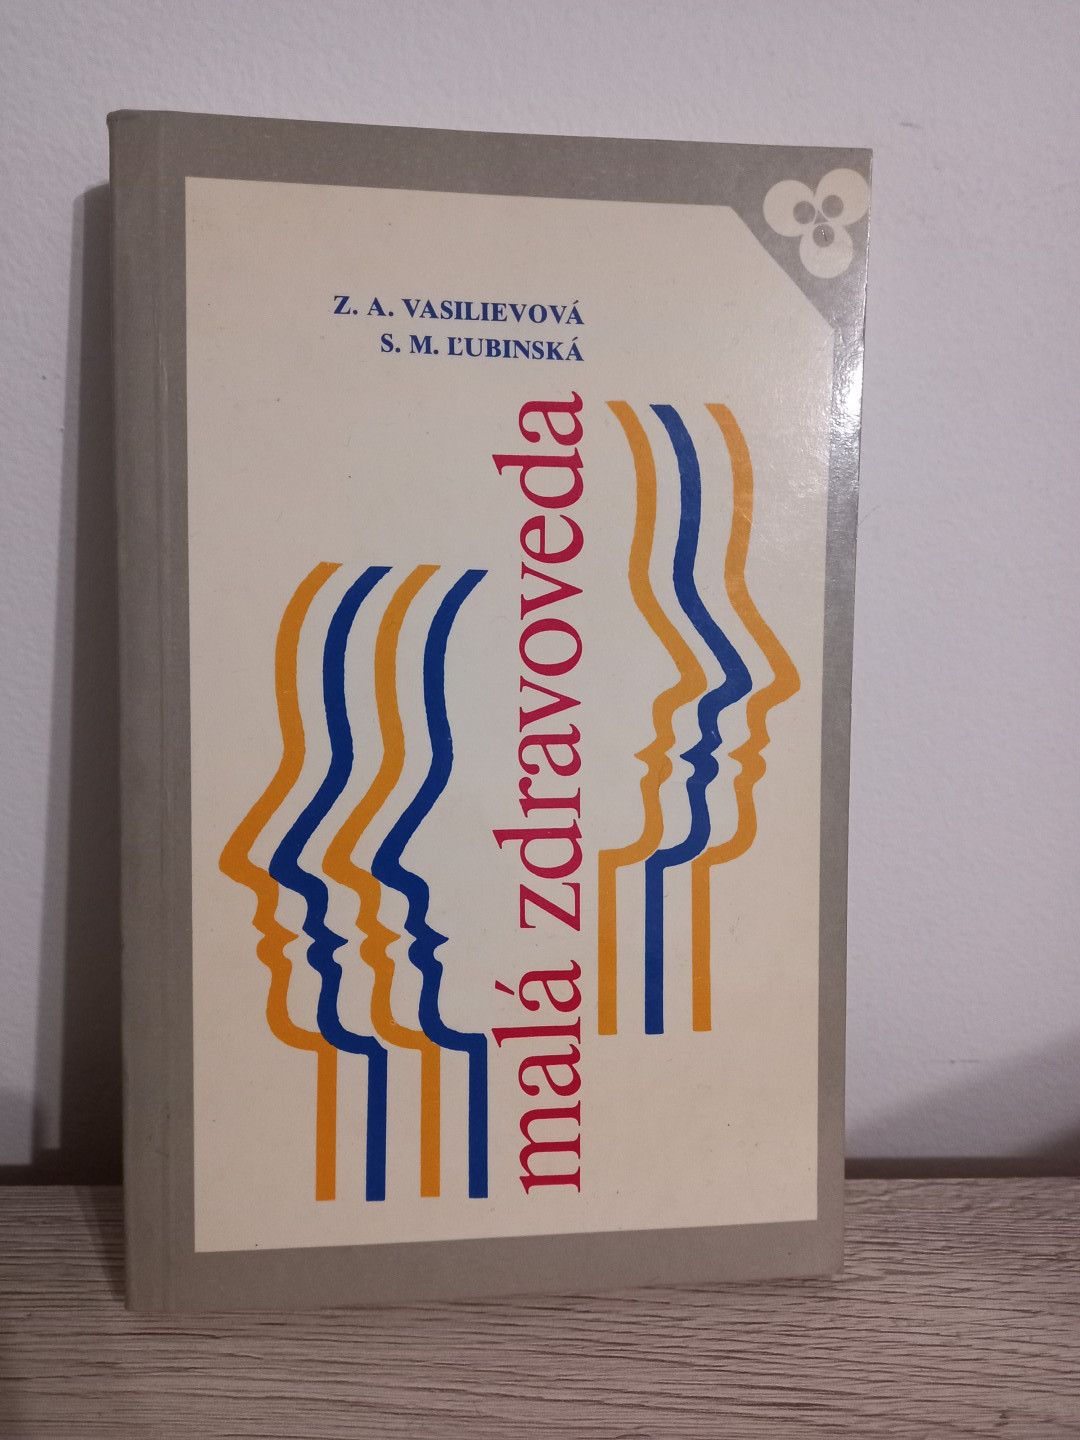 Z. A. VASILIEVOVÁ
S. M. ĽUBINSKÁ
malá zdravoveda